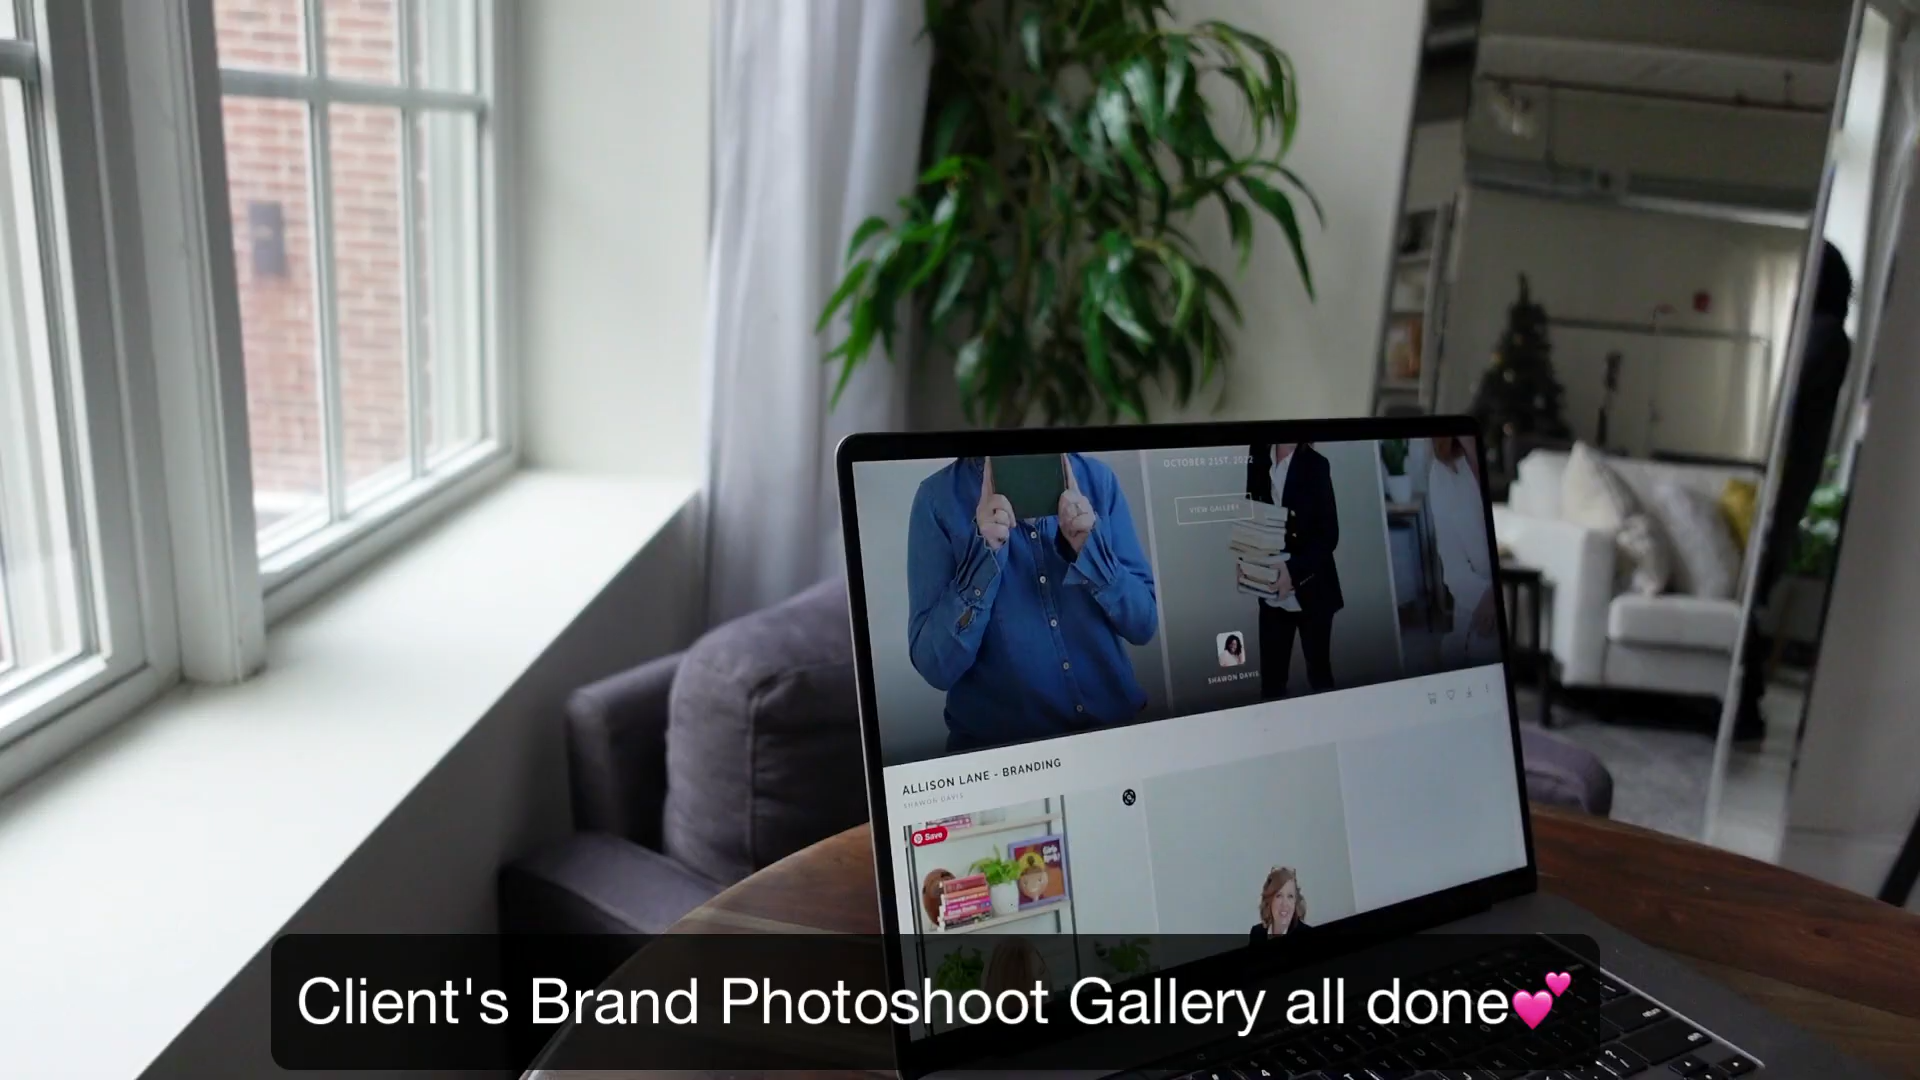 OCTOBER 21ST, 2022
VIEW GALLERY
SHAWON DAVIS
ALLISON LANE - BRANDING
SHAWON DAVIS
Save
Client's Brand Photoshoot Gallery all done💕